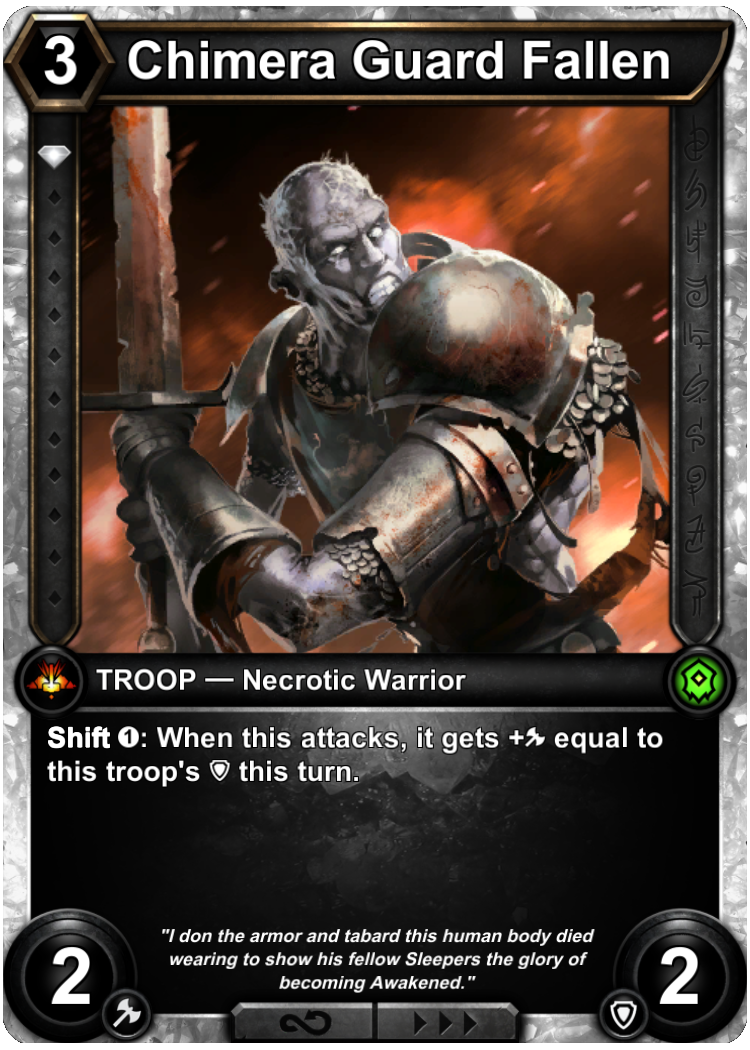 3
Chimera Guard Fallen
TROOP — Necrotic Warrior
Shift ❶: When this attacks, it gets + equal to
this troop's this turn.
"I don the armor and tabard this human body died
wearing to show his fellow Sleepers the glory of
becoming Awakened."
2
2